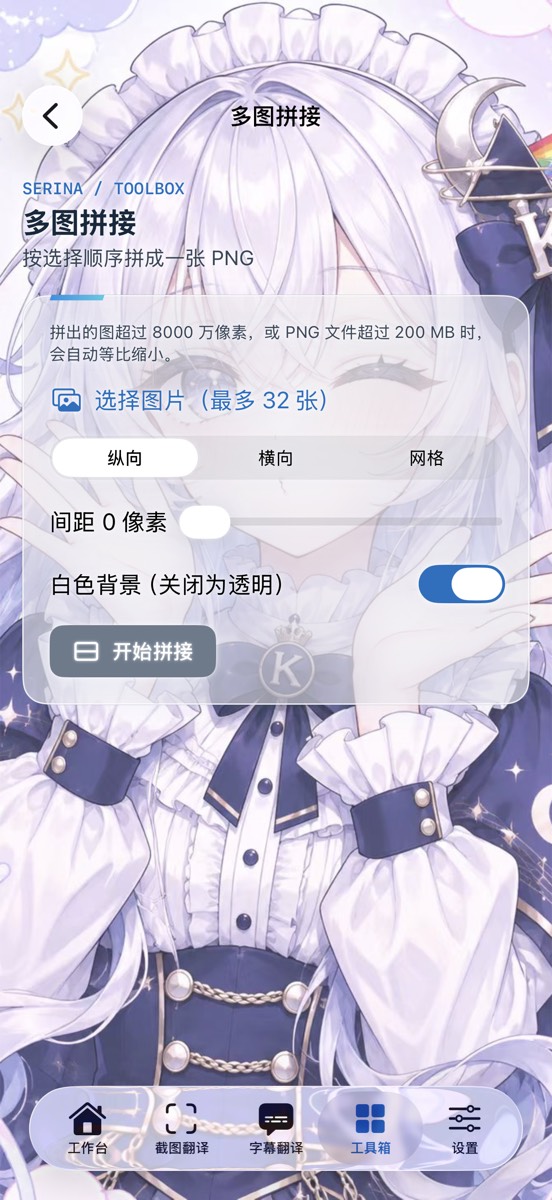 多图拼接
SERINA / TOOLBOX
多图拼接
按选择顺序拼成一张 PNG
拼出的图超过 8000 万像素，或 PNG 文件超过 200 MB 时，
会自动等比缩小。
选择图片（最多 32 张）
纵向
横向
网格
间距 0 像素
白色背景（关闭为透明）
开始拼接
K
K
工作台
截图翻译
字幕翻译
工具箱
设置